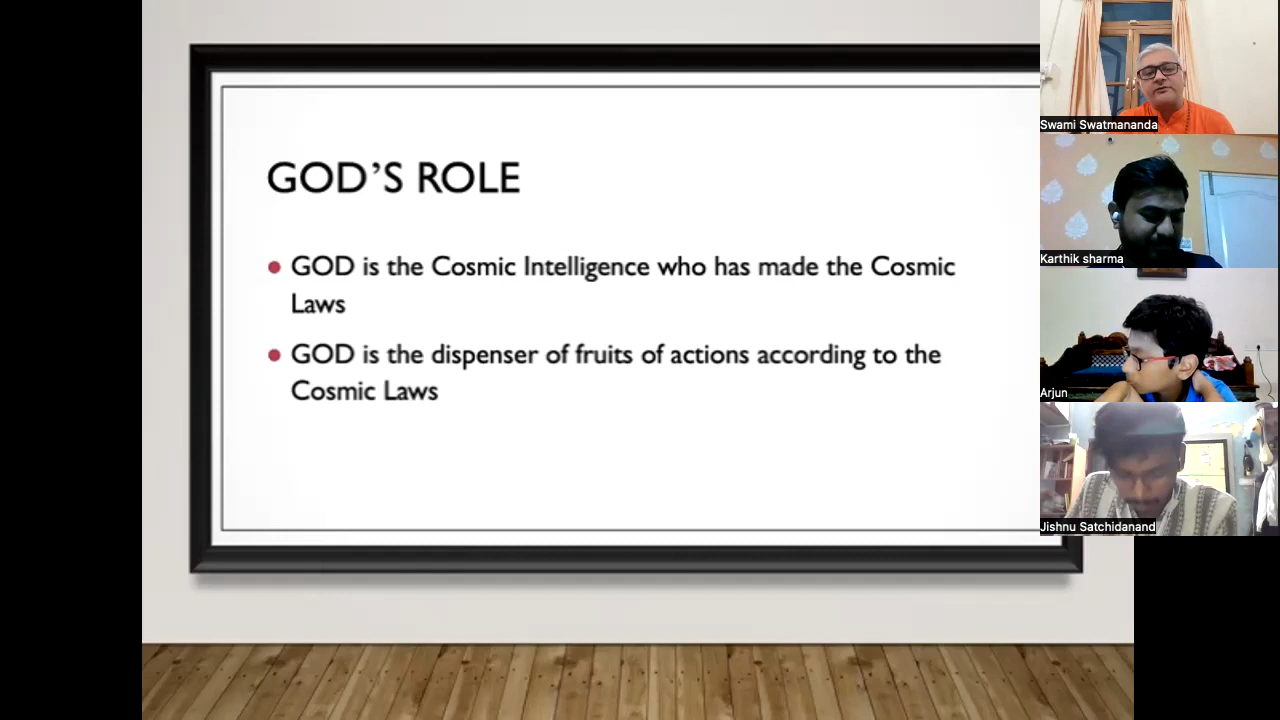 GOD’S ROLE
GOD is the Cosmic Intelligence who has made the Cosmic
Laws
GOD is the dispenser of fruits of actions according to the
Cosmic Laws
Swami Swatmananda
Karthik sharma
Arjun
Jishnu Satchidanand